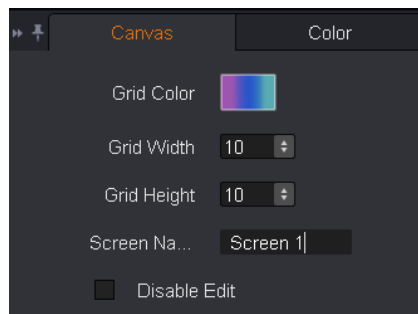 Canvas Color
Grid Color
Grid Width 10
Grid Height 10
Screen Na... Screen 1
Disable Edit